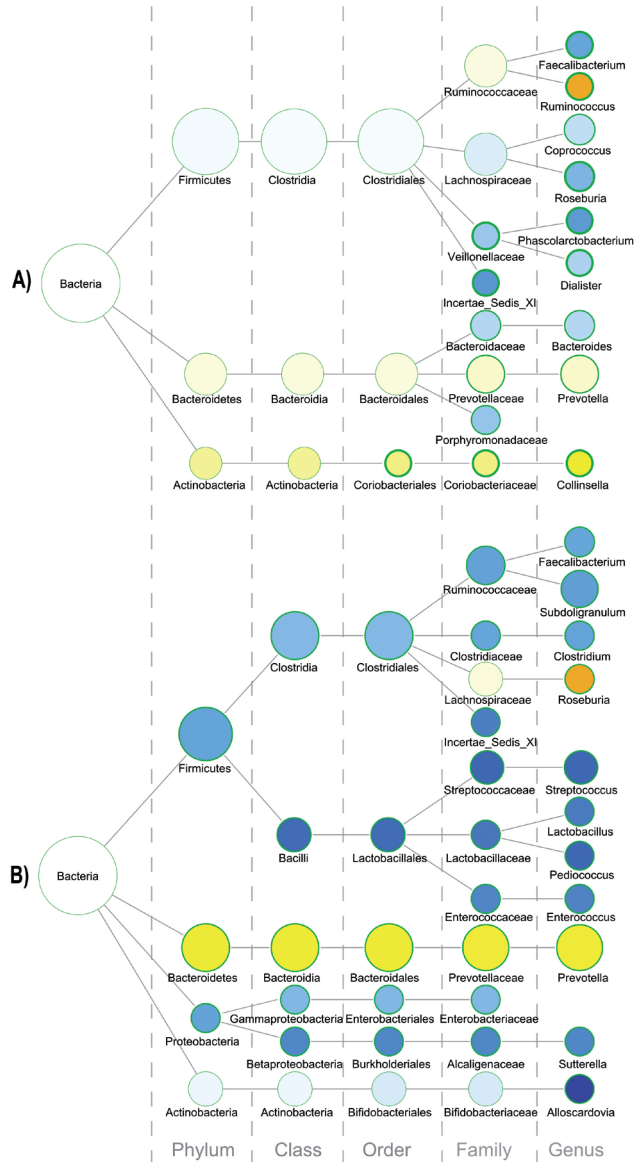 Faecalibacterium
Ruminococcaceae
Ruminococcus
Coprococcus
Firmicutes
Clostridia
Clostridiales
Lachnospiraceae
Roseburia
Phascolarctobacterium
Veillonellaceae
Dialister
A)
Bacteria
Incertae_Sedis_XI
Bacteroidaceae
Bacteroides
Bacteroidetes
Bacteroidia
Bacteroidales
Prevotellaceae
Prevotella
Porphyromonadaceae
Actinobacteria
Actinobacteria
Coriobacteriales
Coriobacteriaceae
Collinsella
Faecalibacterium
Ruminococcaceae
Subdoligranulum
Clostridia
Clostridiales
Clostridiaceae
Clostridium
Lachnospiraceae
Roseburia
Incertae_Sedis_XI
Firmicutes
Streptococcaceae
Streptococcus
Lactobacillus
Bacilli
Lactobacillales
Lactobacillaceae
Pediococcus
B)
Bacteria
Enterococcaceae
Enterococcus
Bacteroidetes
Bacteroidia
Bacteroidales
Prevotellaceae
Prevotella
Gammaproteobacteria
Enterobacteriales
Enterobacteriaceae
Proteobacteria
Betaproteobacteria
Burkholderiales
Alcaligenaceae
Sutterella
Actinobacteria
Actinobacteria
Bifidobacteriales
Bifidobacteriaceae
Alloscardovia
Phylum
Class
Order
Family
Genus